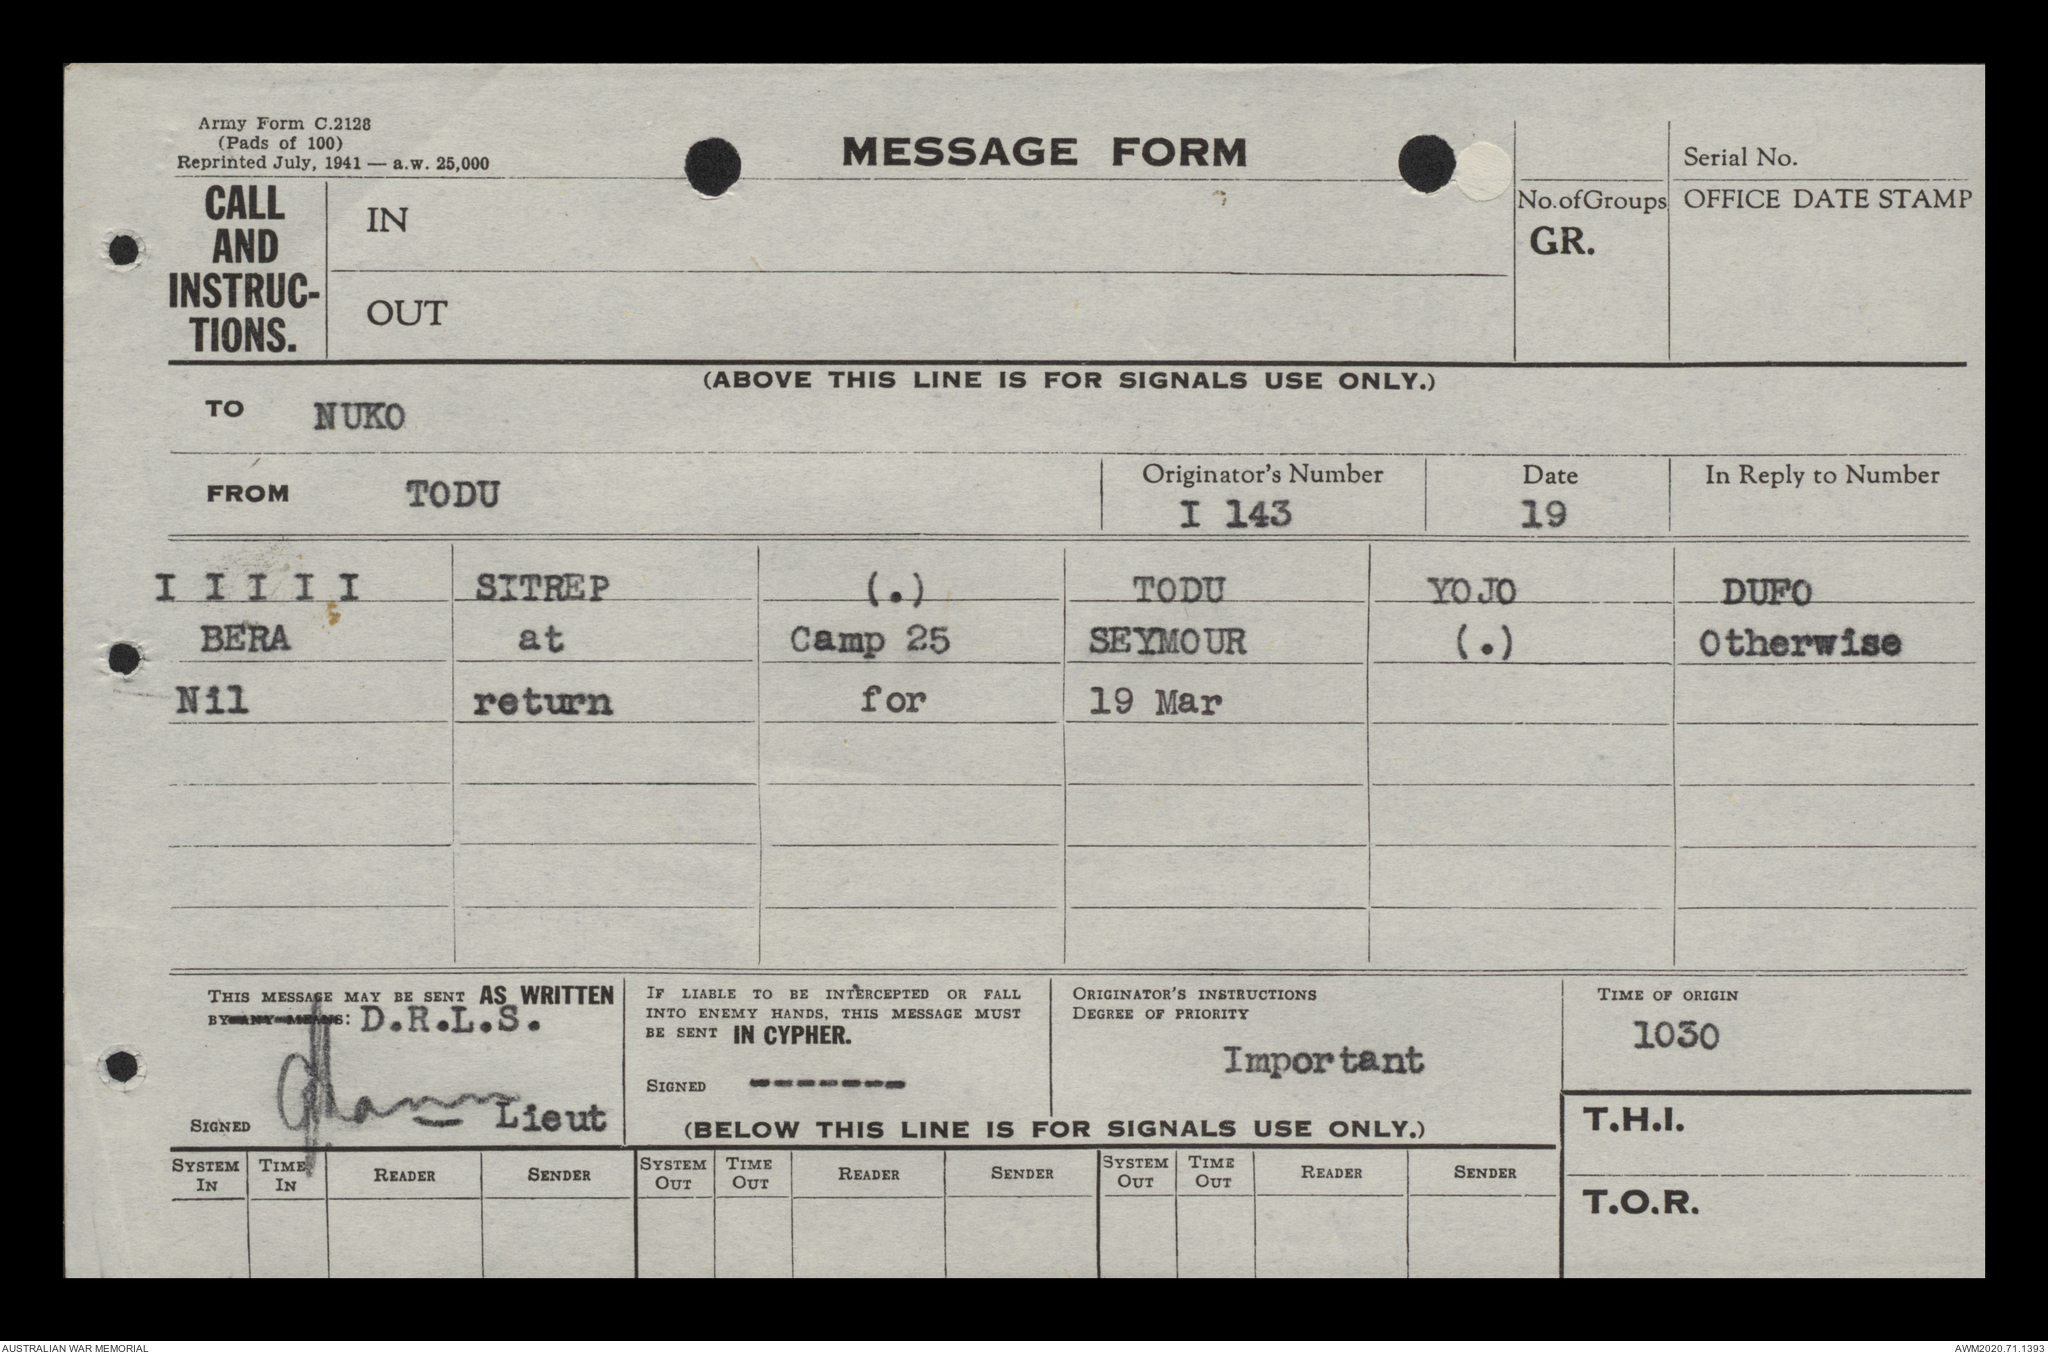 Army Form C.2128
(Pads of 100)
Reprinted July, 1941 — a.w. 25,000
MESSAGE FORM
Serial No.
CALL
AND
INSTRUC-
TIONS.
IN
OUT
No. of Groups
GR.
OFFICE DATE STAMP
(ABOVE THIS LINE IS FOR SIGNALS USE ONLY.)
TO NUKO
FROM TODU
Originator's Number
I 143
Date
19
In Reply to Number
I I I I I SITREP (.) TODU YOJO DUFO
BERA at Camp 25 SEYMOUR (.) Otherwise
Nil return for 19 Mar
THIS MESSAGE MAY BE SENT AS WRITTEN
BY ANY MEANS: D.R.L.S.
SIGNED Lieut
IF LIABLE TO BE INTERCEPTED OR FALL
INTO ENEMY HANDS, THIS MESSAGE MUST
BE SENT IN CYPHER.
SIGNED -------
ORIGINATOR'S INSTRUCTIONS
DEGREE OF PRIORITY
Important
TIME OF ORIGIN
1030
(BELOW THIS LINE IS FOR SIGNALS USE ONLY.)
T.H.I.
T.O.R.
SYSTEM IN TIME IN READER SENDER SYSTEM OUT TIME OUT READER SENDER SYSTEM OUT TIME OUT READER SENDER
AUSTRALIAN WAR MEMORIAL
AWM2020.71.1393